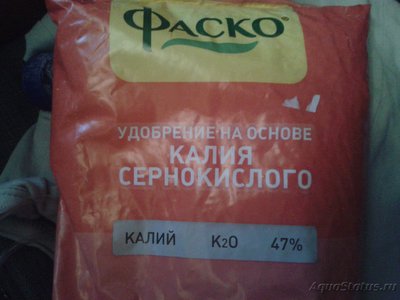 ФАСКО®
УДОБРЕНИЕ НА ОСНОВЕ
КАЛИЯ
СЕРНОКИСЛОГО
КАЛИЙ K2O 47%
AquaStatus.ru